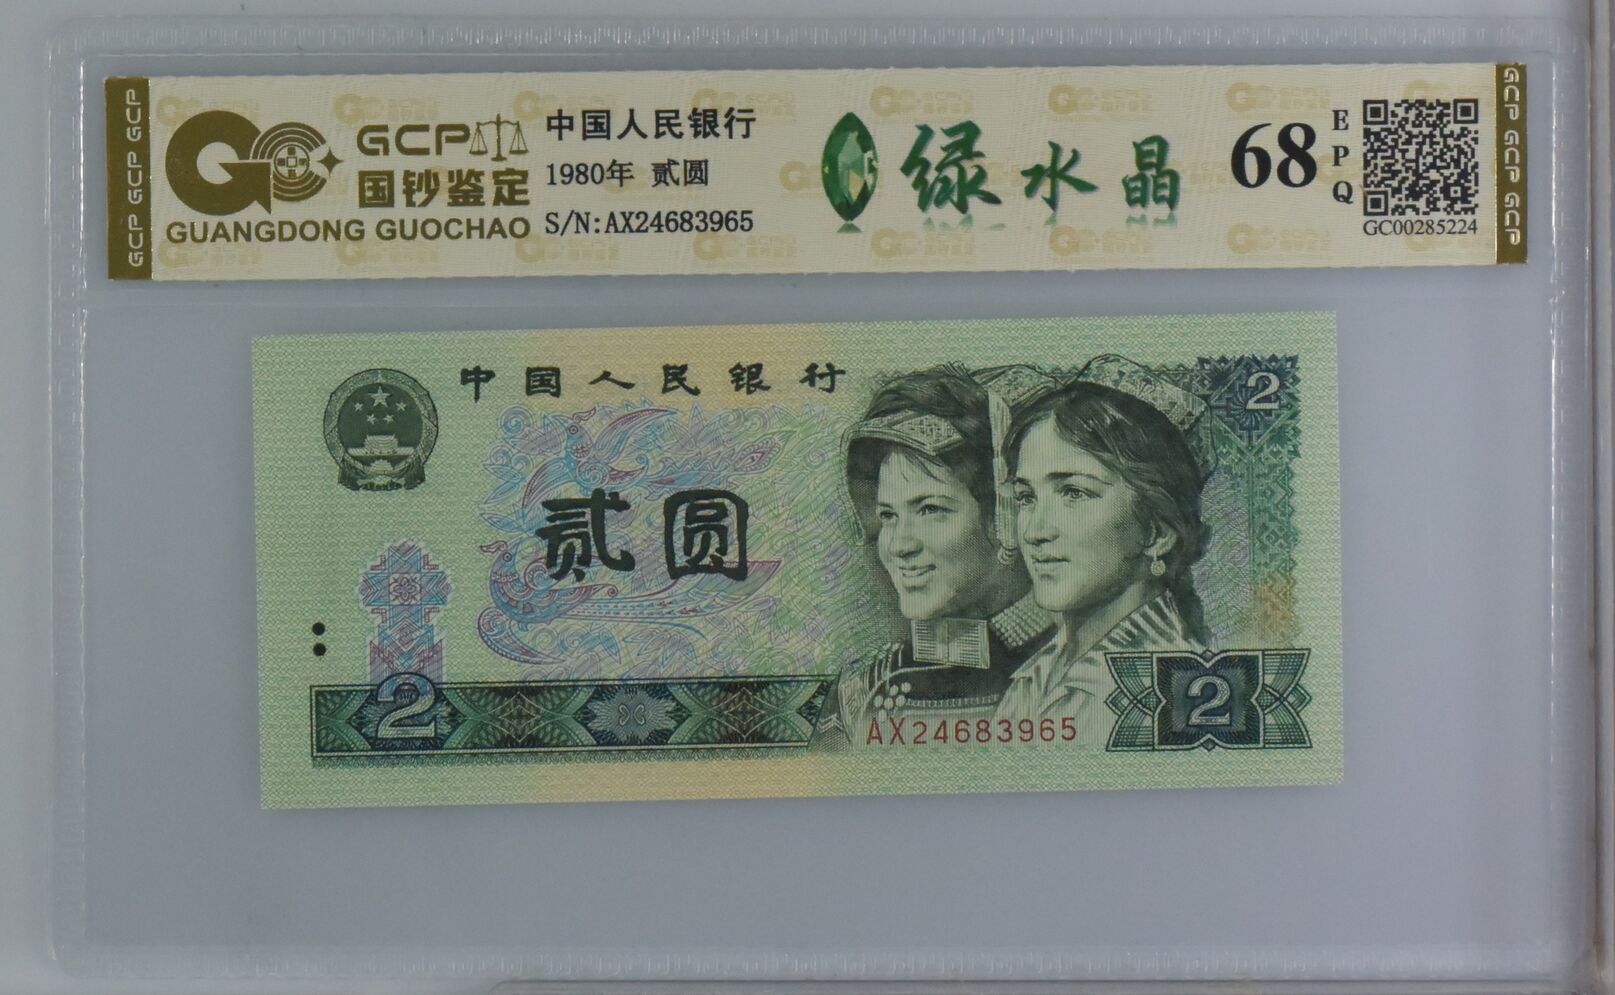 GCP GCP GCP
GCP
国钞鉴定
GUANGDONG GUOCHAO
中国人民银行
1980年 贰圆
S/N:AX24683965
绿水晶
68
EPQ
GC00285224
GCP GCP GCP
中国人民银行
2
贰圆
2
AX24683965
2